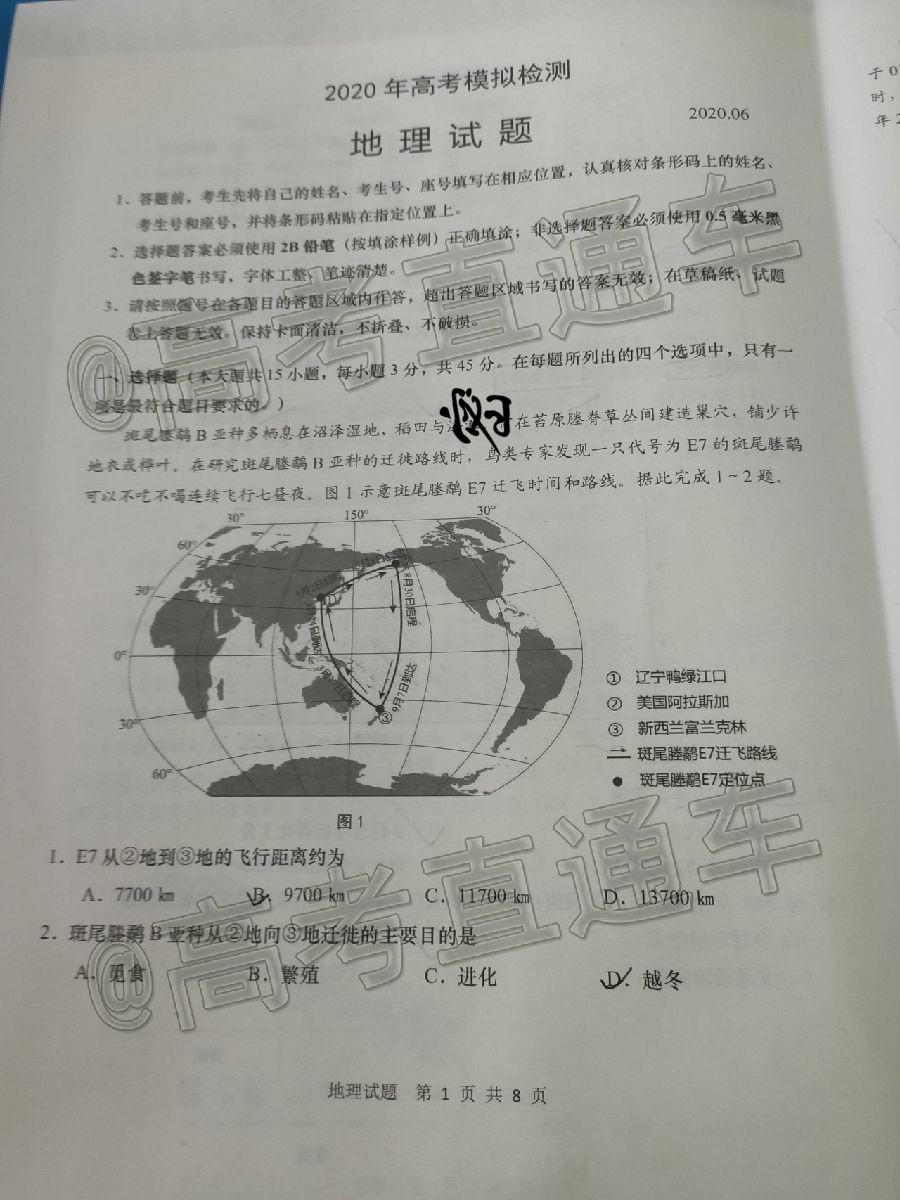 2020 年高考模拟检测
地理试题
2020.06
1、答题前，考生先将自己的姓名、考生号、座号填写在相应位置，认真核对条形码上的姓名、
考生号和座号，并将条形码粘贴在指定位置上。
2、选择题答案必须使用 2B 铅笔（按填涂样例）正确填涂；非选择题答案必须使用 0.5 毫米黑
色签字笔书写，字体工整、笔迹清楚。
3、请按照题号在各题目的答题区域内作答，超出答题区域书写的答案无效；在草稿纸、试题
卷上答题无效。保持卡面清洁，不折叠、不破损。
一、选择题（本大题共 15 小题，每小题 3 分，共 45 分。在每题所列出的四个选项中，只有一
项是最符合题目要求的。）
斑尾塍鹬 B 亚种多栖息在沼泽湿地、稻田与 在苔原塍脊草丛间建造巢穴，铺少许
地衣或桦叶。在研究斑尾塍鹬 B 亚种的迁徙路线时，鸟类专家发现一只代号为 E7 的斑尾塍鹬
可以不吃不喝连续飞行七昼夜。图 1 示意斑尾塍鹬 E7 迁飞时间和路线。据此完成 1～2 题。
30° 150° 30°
60°
30°
0°
30°
60°
8月30日启程
9月7日到达
①
③
① 辽宁鸭绿江口
② 美国阿拉斯加
③ 新西兰富兰克林
斑尾塍鹬E7迁飞路线
斑尾塍鹬E7定位点
图 1
1．E7 从②地到③地的飞行距离约为
A．7700 km B．9700 km C．11700 km D．13700 km
2．斑尾塍鹬 B 亚种从②地向③地迁徙的主要目的是
A．觅食 B．繁殖 C．进化 D．越冬
地理试题 第 1 页 共 8 页
于 0
时，
年 2
@高考直通车
@高考直通车